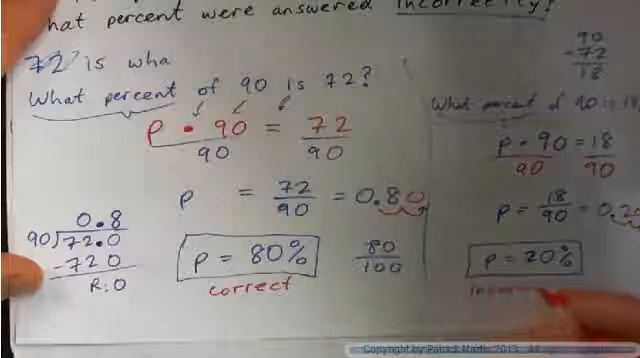 hat percent were answered incorrectly?
72 is wha
What percent of 90 is 72?
p • 90 = 72
90 90
p = 72 = 0.80
90
0.8
90 72.0
-720
R:0
p = 80%
correct
80
100
90
-72
18
What percent of 90 is 18
p • 90 = 18
90 90
p = 18 = 0.20
90
p = 20%
Copyright by Patrick